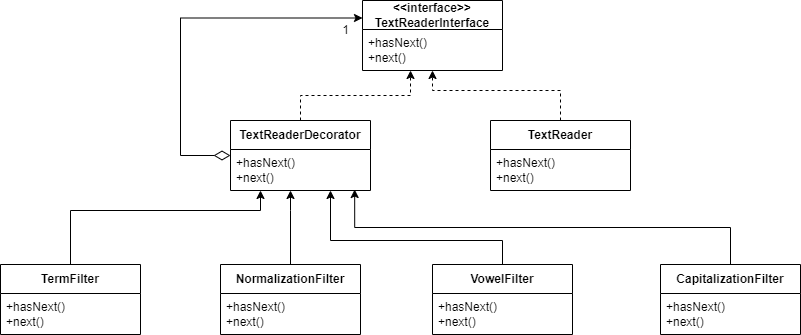 <<interface>>
TextReaderInterface
+hasNext()
+next()
1
TextReaderDecorator
+hasNext()
+next()
TextReader
+hasNext()
+next()
TermFilter
+hasNext()
+next()
NormalizationFilter
+hasNext()
+next()
VowelFilter
+hasNext()
+next()
CapitalizationFilter
+hasNext()
+next()